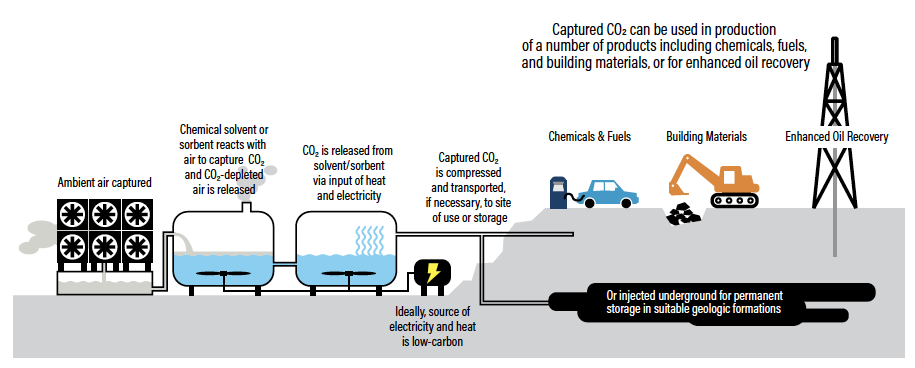 Captured CO₂ can be used in production
of a number of products including chemicals, fuels,
and building materials, or for enhanced oil recovery
Chemical solvent or
sorbent reacts with
air to capture CO₂
and CO₂-depleted
air is released
CO₂ is released from
solvent/sorbent
via input of heat
and electricity
Captured CO₂
is compressed
and transported,
if necessary, to site
of use or storage
Chemicals & Fuels
Building Materials
Enhanced Oil Recovery
Ambient air captured
Or injected underground for permanent
storage in suitable geologic formations
Ideally, source of
electricity and heat
is low-carbon